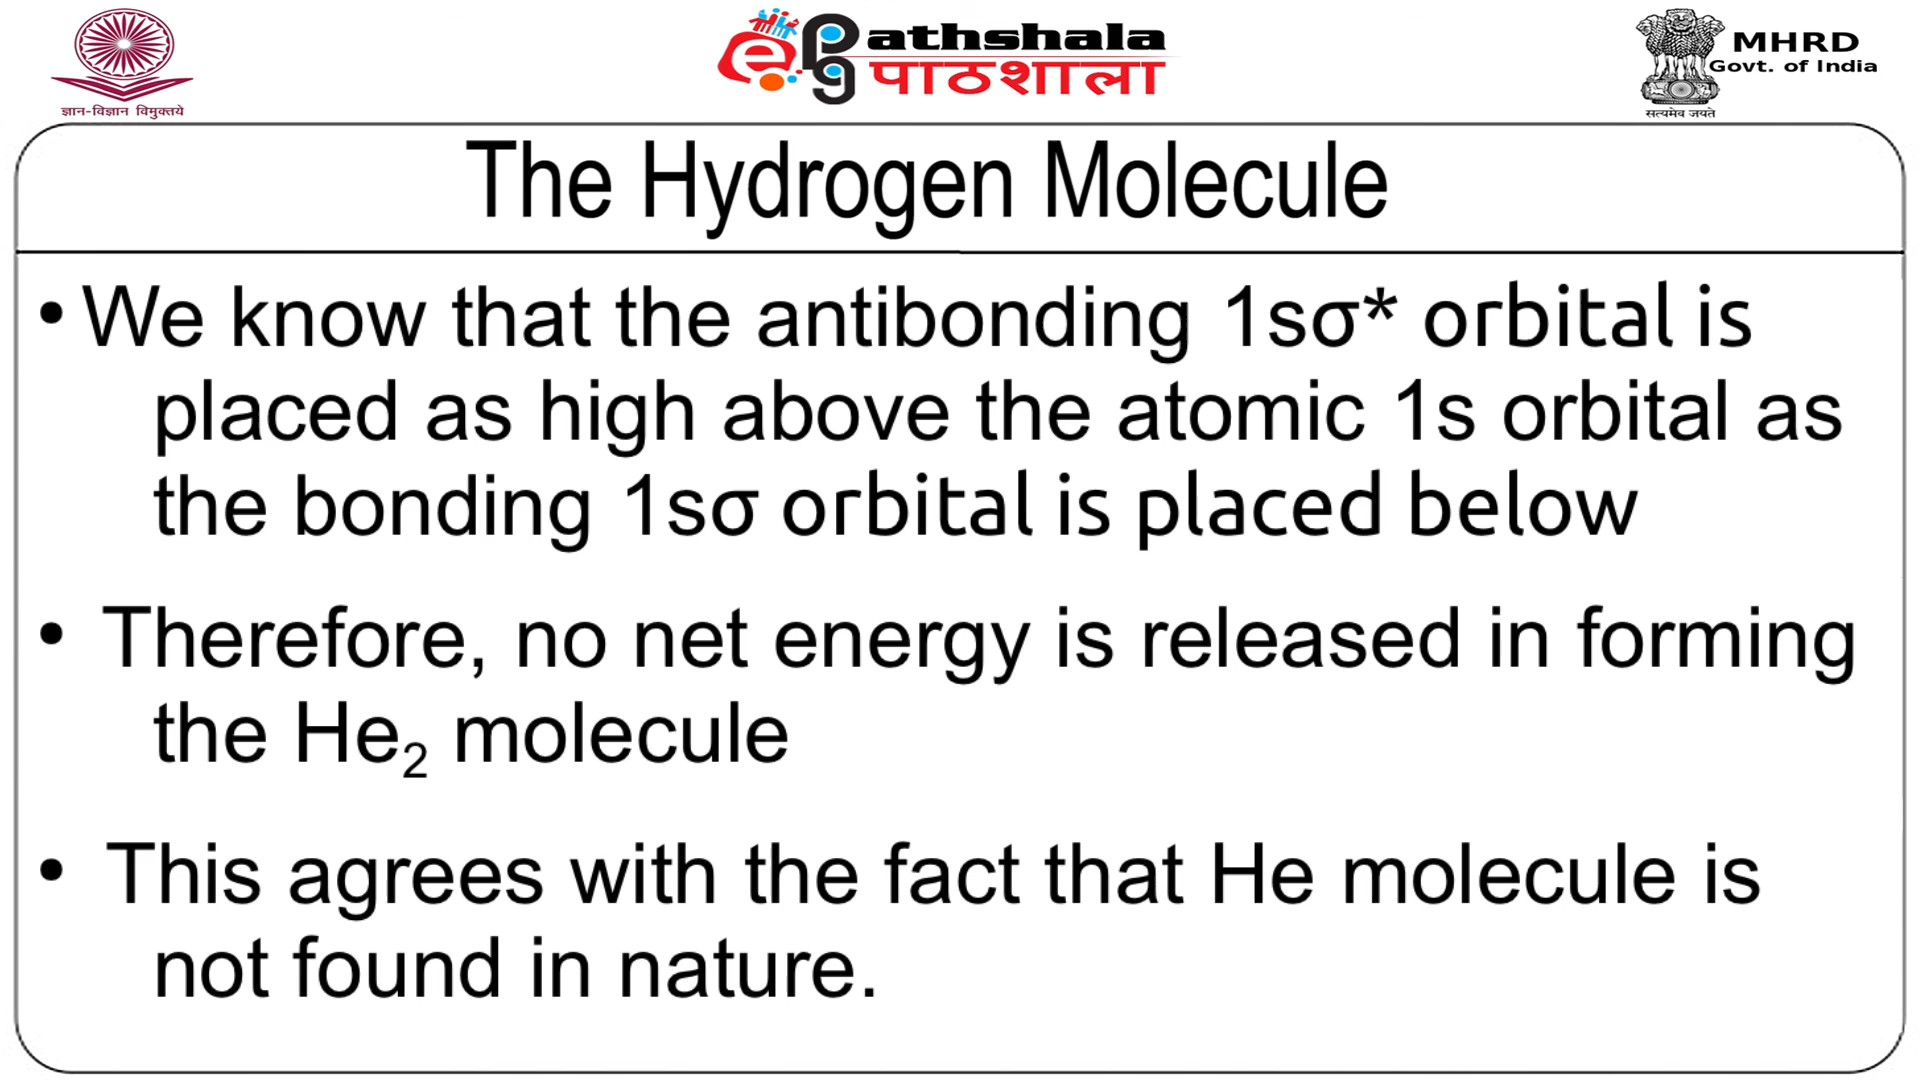 ज्ञान-विज्ञान विमुक्तये
ePG athshala
पाठशाला
MHRD
Govt. of India
सत्यमेव जयते
The Hydrogen Molecule
• We know that the antibonding 1sσ* orbital is
placed as high above the atomic 1s orbital as
the bonding 1sσ orbital is placed below
• Therefore, no net energy is released in forming
the He₂ molecule
• This agrees with the fact that He molecule is
not found in nature.